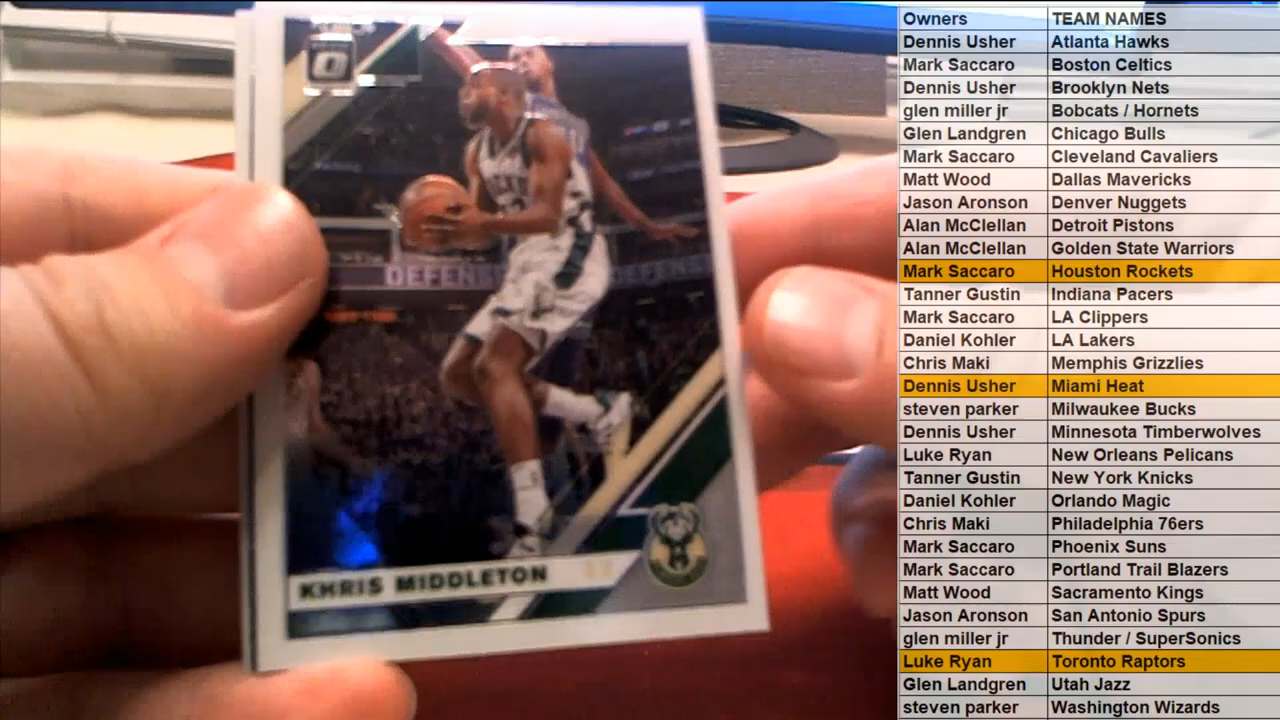 DEFENS
DEFENSE
KHRIS MIDDLETON
Owners TEAM NAMES
Dennis Usher Atlanta Hawks
Mark Saccaro Boston Celtics
Dennis Usher Brooklyn Nets
glen miller jr Bobcats / Hornets
Glen Landgren Chicago Bulls
Mark Saccaro Cleveland Cavaliers
Matt Wood Dallas Mavericks
Jason Aronson Denver Nuggets
Alan McClellan Detroit Pistons
Alan McClellan Golden State Warriors
Mark Saccaro Houston Rockets
Tanner Gustin Indiana Pacers
Mark Saccaro LA Clippers
Daniel Kohler LA Lakers
Chris Maki Memphis Grizzlies
Dennis Usher Miami Heat
steven parker Milwaukee Bucks
Dennis Usher Minnesota Timberwolves
Luke Ryan New Orleans Pelicans
Tanner Gustin New York Knicks
Daniel Kohler Orlando Magic
Chris Maki Philadelphia 76ers
Mark Saccaro Phoenix Suns
Mark Saccaro Portland Trail Blazers
Matt Wood Sacramento Kings
Jason Aronson San Antonio Spurs
glen miller jr Thunder / SuperSonics
Luke Ryan Toronto Raptors
Glen Landgren Utah Jazz
steven parker Washington Wizards